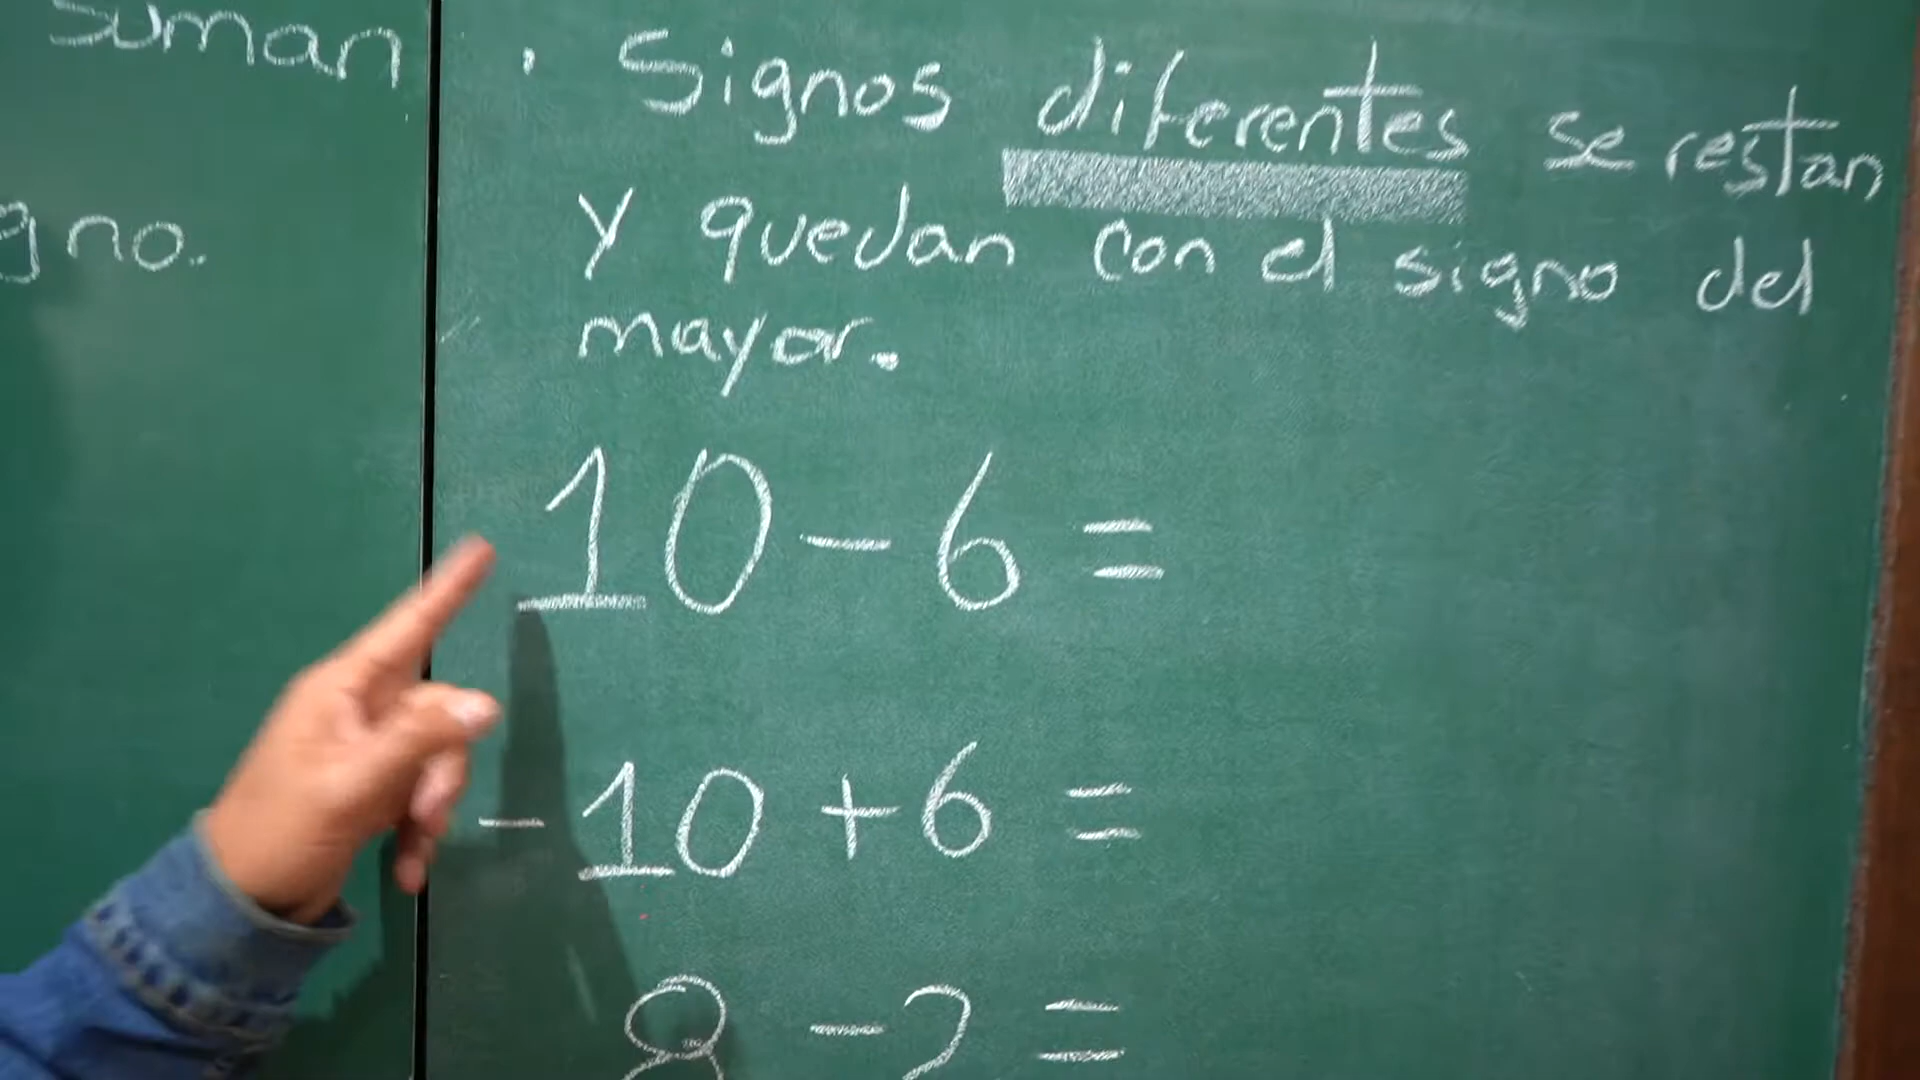 suman
gno.
· Signos diferentes se restan
y quedan con el signo del
mayor.
10 - 6 =
- 10 + 6 =
8 - 2 =